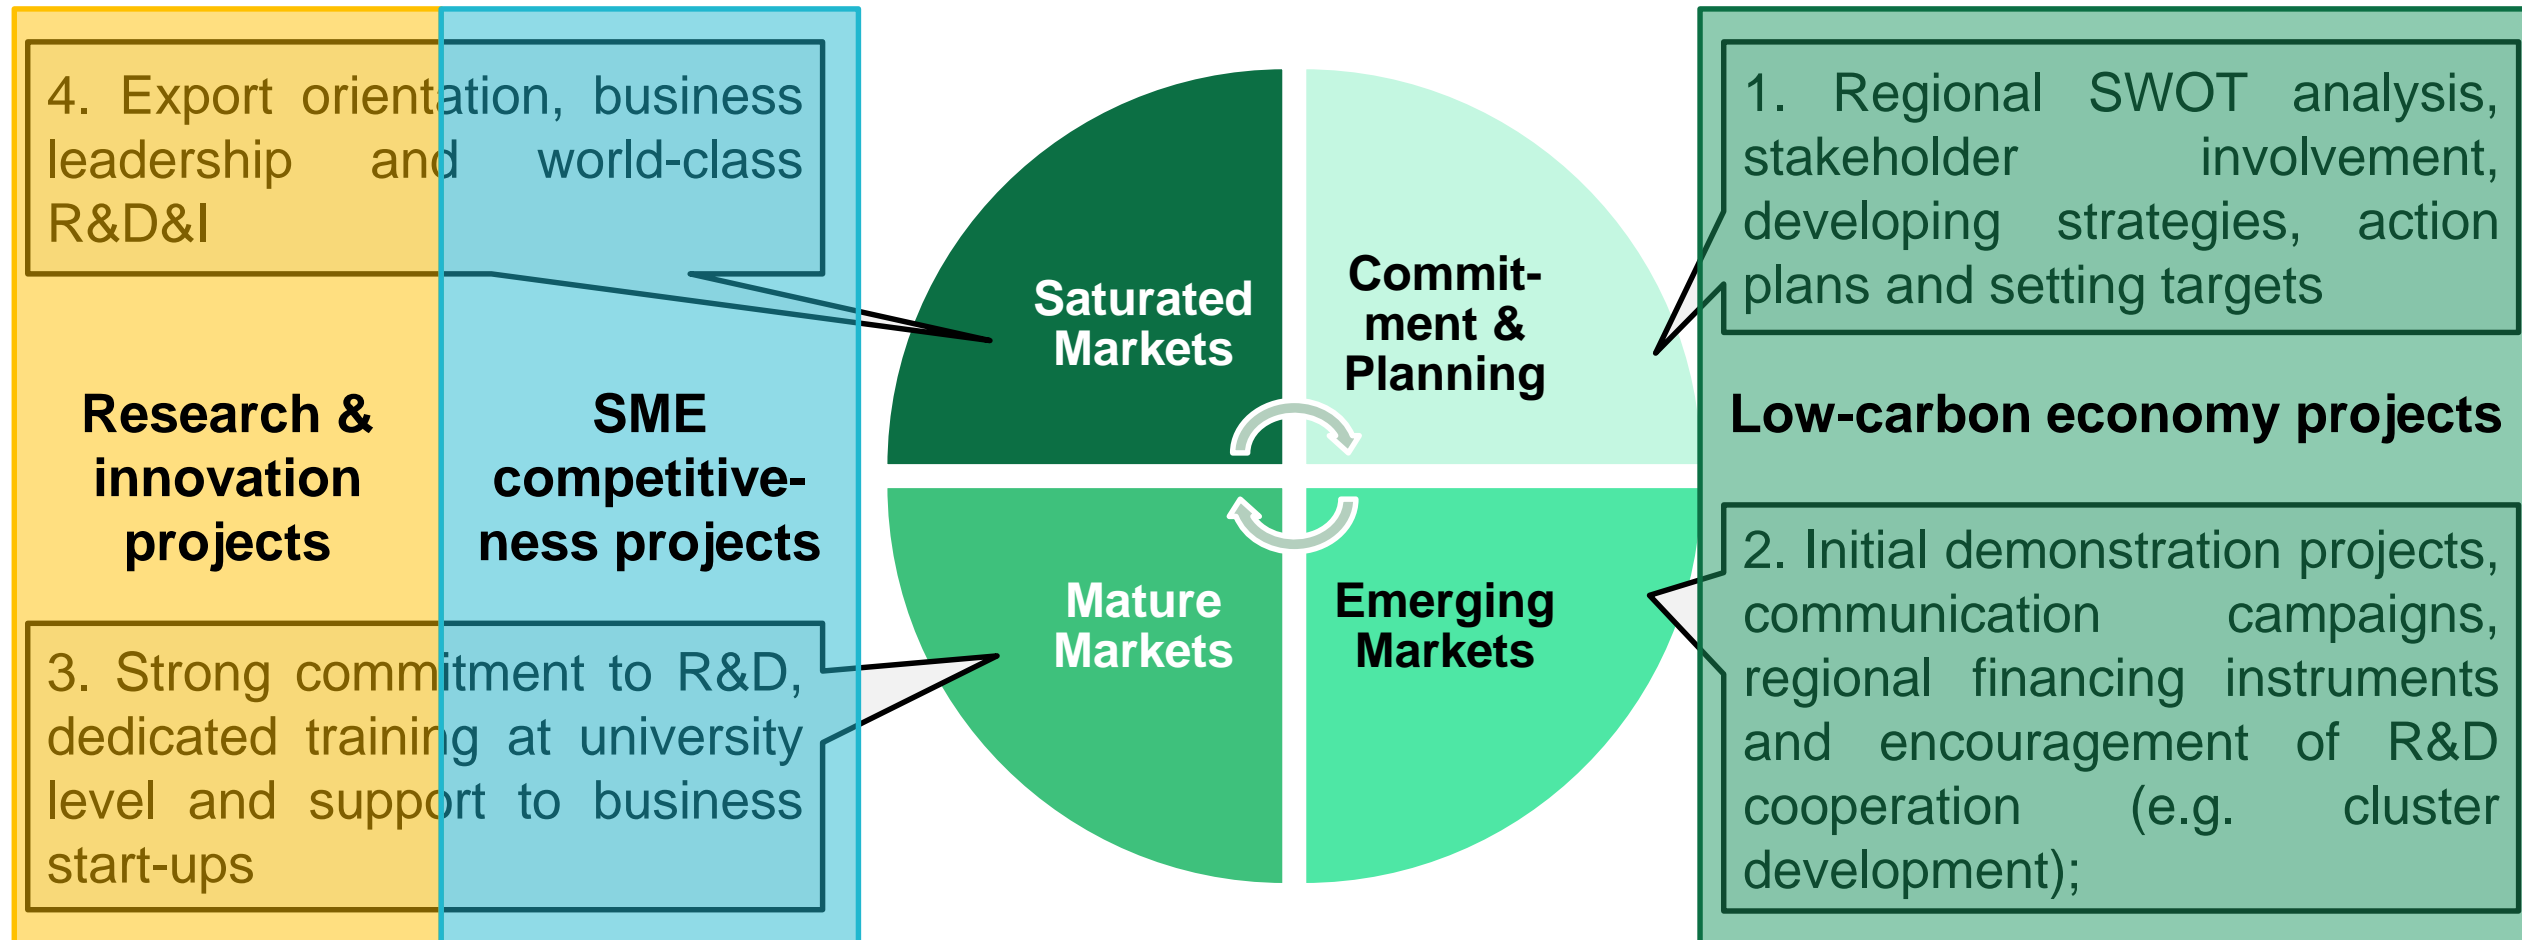 4. Export orientation, business
leadership and world-class
R&D&I
Research &
innovation
projects
SME
competitive-
ness projects
3. Strong commitment to R&D,
dedicated training at university
level and support to business
start-ups
Saturated
Markets
Commit-
ment &
Planning
Mature
Markets
Emerging
Markets
1. Regional SWOT analysis,
stakeholder involvement,
developing strategies, action
plans and setting targets
Low-carbon economy projects
2. Initial demonstration projects,
communication campaigns,
regional financing instruments
and encouragement of R&D
cooperation (e.g. cluster
development);